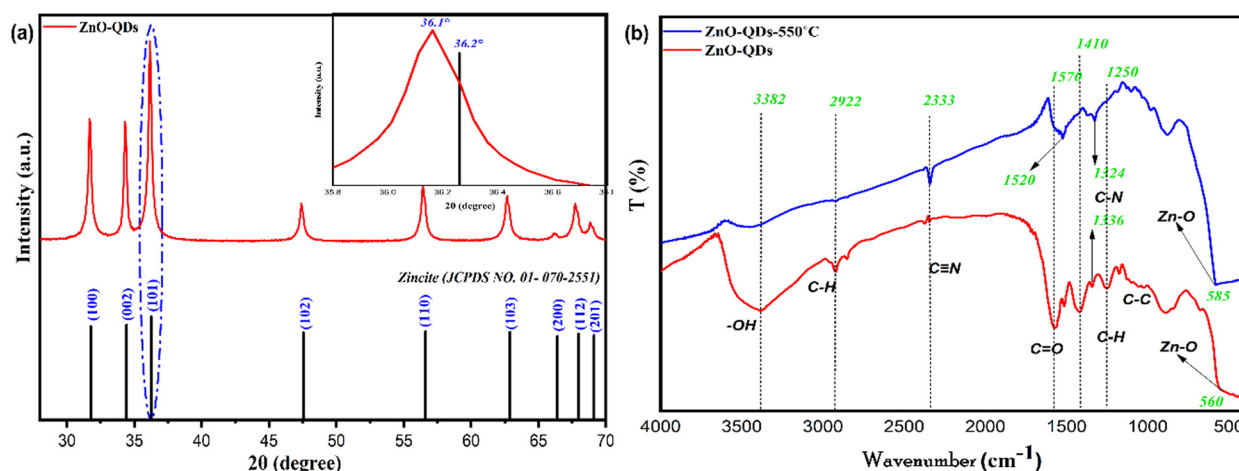 (a)
ZnO-QDs
36.1°
36.2°
Intensity (a.u.)
35.8 36.0 36.2 36.4 36.6
2θ (degree)
Intensity (a.u.)
Zincite (JCPDS NO. 01- 070-2551)
(100)
(002)
(101)
(102)
(110)
(103)
(200)
(112)
(201)
30 35 40 45 50 55 60 65 70
2θ (degree)
(b)
ZnO-QDs-550°C
ZnO-QDs
1410
3382 2922 2333 1570 1250
1520
1324
C-N
1336
Zn-O
585
C-H
C≡N
-OH
C=O
C-H
C-C
Zn-O
560
T (%)
4000 3500 3000 2500 2000 1500 1000 500
Wavenumber (cm⁻¹)